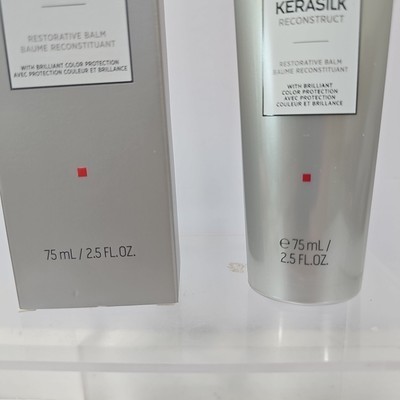 RESTORATIVE BALM
BAUME RECONSTITUANT
WITH BRILLIANT COLOR PROTECTION
AVEC PROTECTION COULEUR ET BRILLANCE
75 mL / 2.5 FL.OZ.
KERASILK
RECONSTRUCT
RESTORATIVE BALM
BAUME RECONSTITUANT
WITH BRILLIANT
COLOR PROTECTION
AVEC PROTECTION
COULEUR ET BRILLANCE
℮ 75 mL /
2.5 FL.OZ.